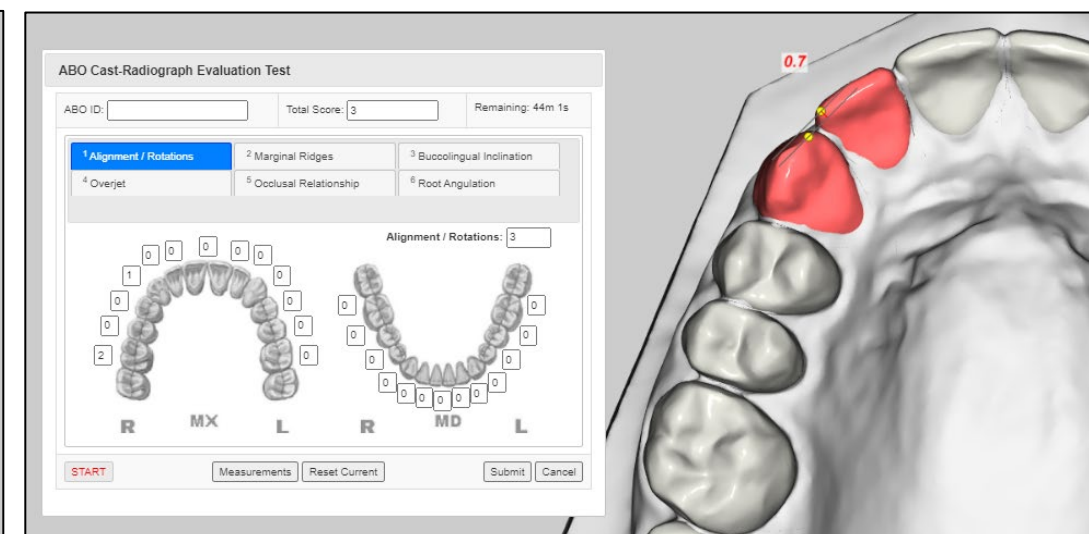 ABO Cast-Radiograph Evaluation Test
ABO ID: Total Score: 3 Remaining: 44m 1s
1 Alignment / Rotations 2 Marginal Ridges 3 Buccolingual Inclination
4 Overjet 5 Occlusal Relationship 6 Root Angulation
Alignment / Rotations: 3
0 0 0 0 0
1 0
0 0 0 0
0 0 0 0
2 0 0 0
0 0 0 0 0 0 0 0
R MX L R MD L
START Measurements Reset Current Submit Cancel
0.7